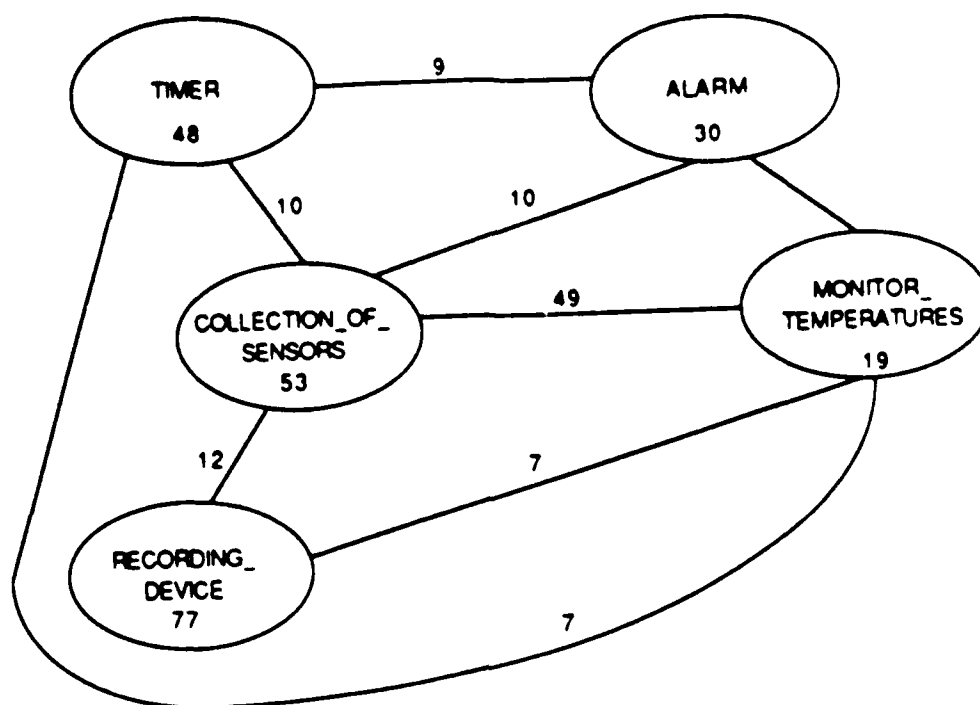 9
TIMER
48
ALARM
30
10
10
49
MONITOR_
TEMPERATURES
19
COLLECTION_OF_
SENSORS
53
12
7
RECORDING_
DEVICE
77
7